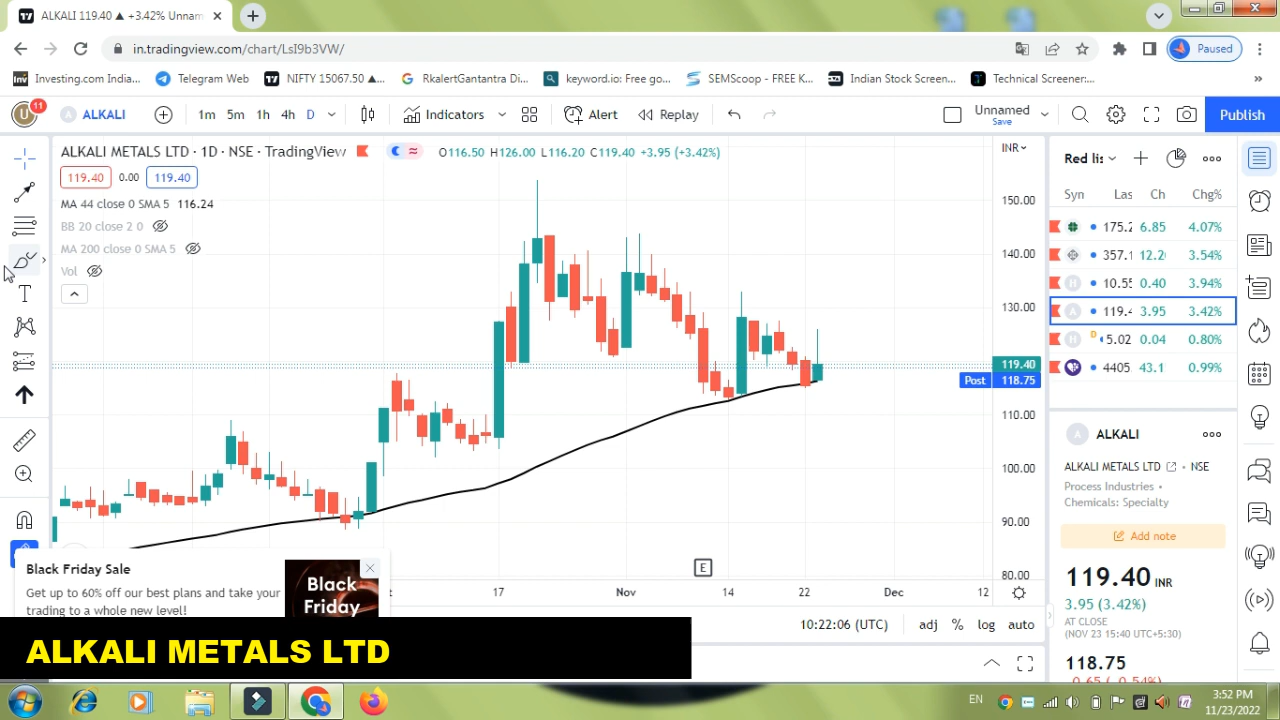 ALKALI 119.40 ▲ +3.42% Unnam
in.tradingview.com/chart/LsI9b3VW/
Paused
Investing.com India... Telegram Web NIFTY 15067.50 ▲... RkalertGantantra Di... keyword.io: Free go... SEMScoop – FREE K... Indian Stock Screen... Technical Screener:... »
U 11 A ALKALI 1m 5m 1h 4h D Indicators Alert Replay Unnamed Save Publish
ALKALI METALS LTD · 1D · NSE · TradingView O116.50 H126.00 L116.20 C119.40 +3.95 (+3.42%)
119.40 0.00 119.40
MA 44 close 0 SMA 5 116.24
BB 20 close 2 0
MA 200 close 0 SMA 5
Vol
INR
150.00
140.00
130.00
119.40
Post 118.75
110.00
100.00
90.00
80.00
E
17 Nov 14 22 Dec 12
10:22:06 (UTC) adj % log auto
Red lis
Syn Las Ch Chg%
175.2 6.85 4.07%
357.1 12.20 3.54%
H 10.55 0.40 3.94%
A 119.4 3.95 3.42%
H D 5.02 0.04 0.80%
4405. 43.1 0.99%
A ALKALI
ALKALI METALS LTD · NSE
Process Industries •
Chemicals: Specialty
Add note
119.40 INR
3.95 (3.42%)
AT CLOSE
(NOV 23 15:40 UTC+5:30)
118.75
-0.65 (-0.54%)
Black Friday Sale
Get up to 60% off our best plans and take your
trading to a whole new level!
Black
Friday
ALKALI METALS LTD
EN
3:52 PM
11/23/2022